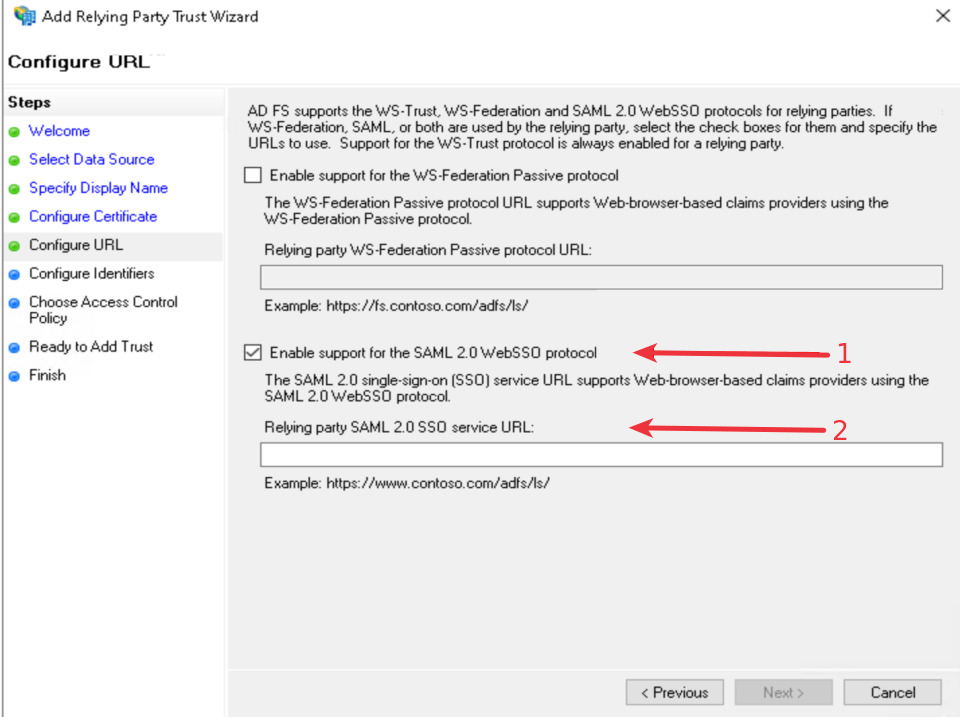 Add Relying Party Trust Wizard
Configure URL
Steps
Welcome
Select Data Source
Specify Display Name
Configure Certificate
Configure URL
Configure Identifiers
Choose Access Control
Policy
Ready to Add Trust
Finish
AD FS supports the WS-Trust, WS-Federation and SAML 2.0 WebSSO protocols for relying parties.  If
WS-Federation, SAML, or both are used by the relying party, select the check boxes for them and specify the
URLs to use.  Support for the WS-Trust protocol is always enabled for a relying party.
Enable support for the WS-Federation Passive protocol
The WS-Federation Passive protocol URL supports Web-browser-based claims providers using the
WS-Federation Passive protocol.
Relying party WS-Federation Passive protocol URL:
Example: https://fs.contoso.com/adfs/ls/
Enable support for the SAML 2.0 WebSSO protocol
1
The SAML 2.0 single-sign-on (SSO) service URL supports Web-browser-based claims providers using the
SAML 2.0 WebSSO protocol.
Relying party SAML 2.0 SSO service URL:
2
Example: https://www.contoso.com/adfs/ls/
< Previous
Next >
Cancel